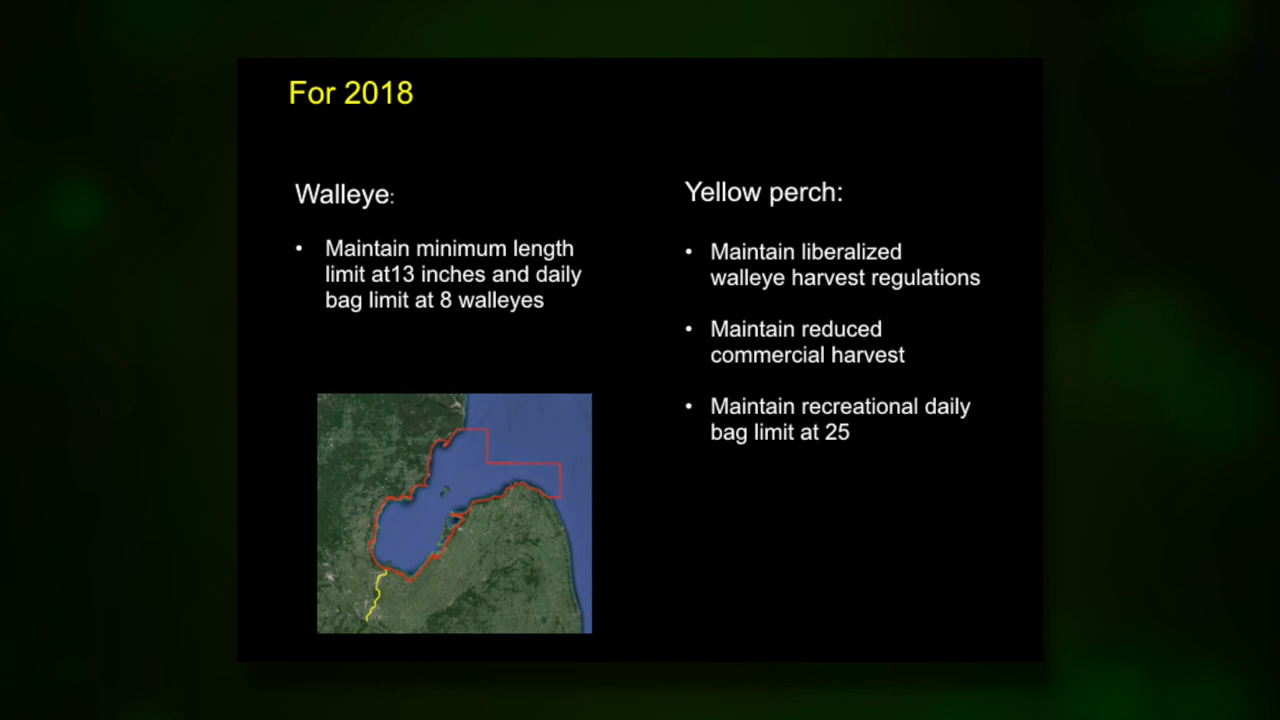 For 2018
Walleye:
• Maintain minimum length
limit at13 inches and daily
bag limit at 8 walleyes
Yellow perch:
• Maintain liberalized
walleye harvest regulations
• Maintain reduced
commercial harvest
• Maintain recreational daily
bag limit at 25